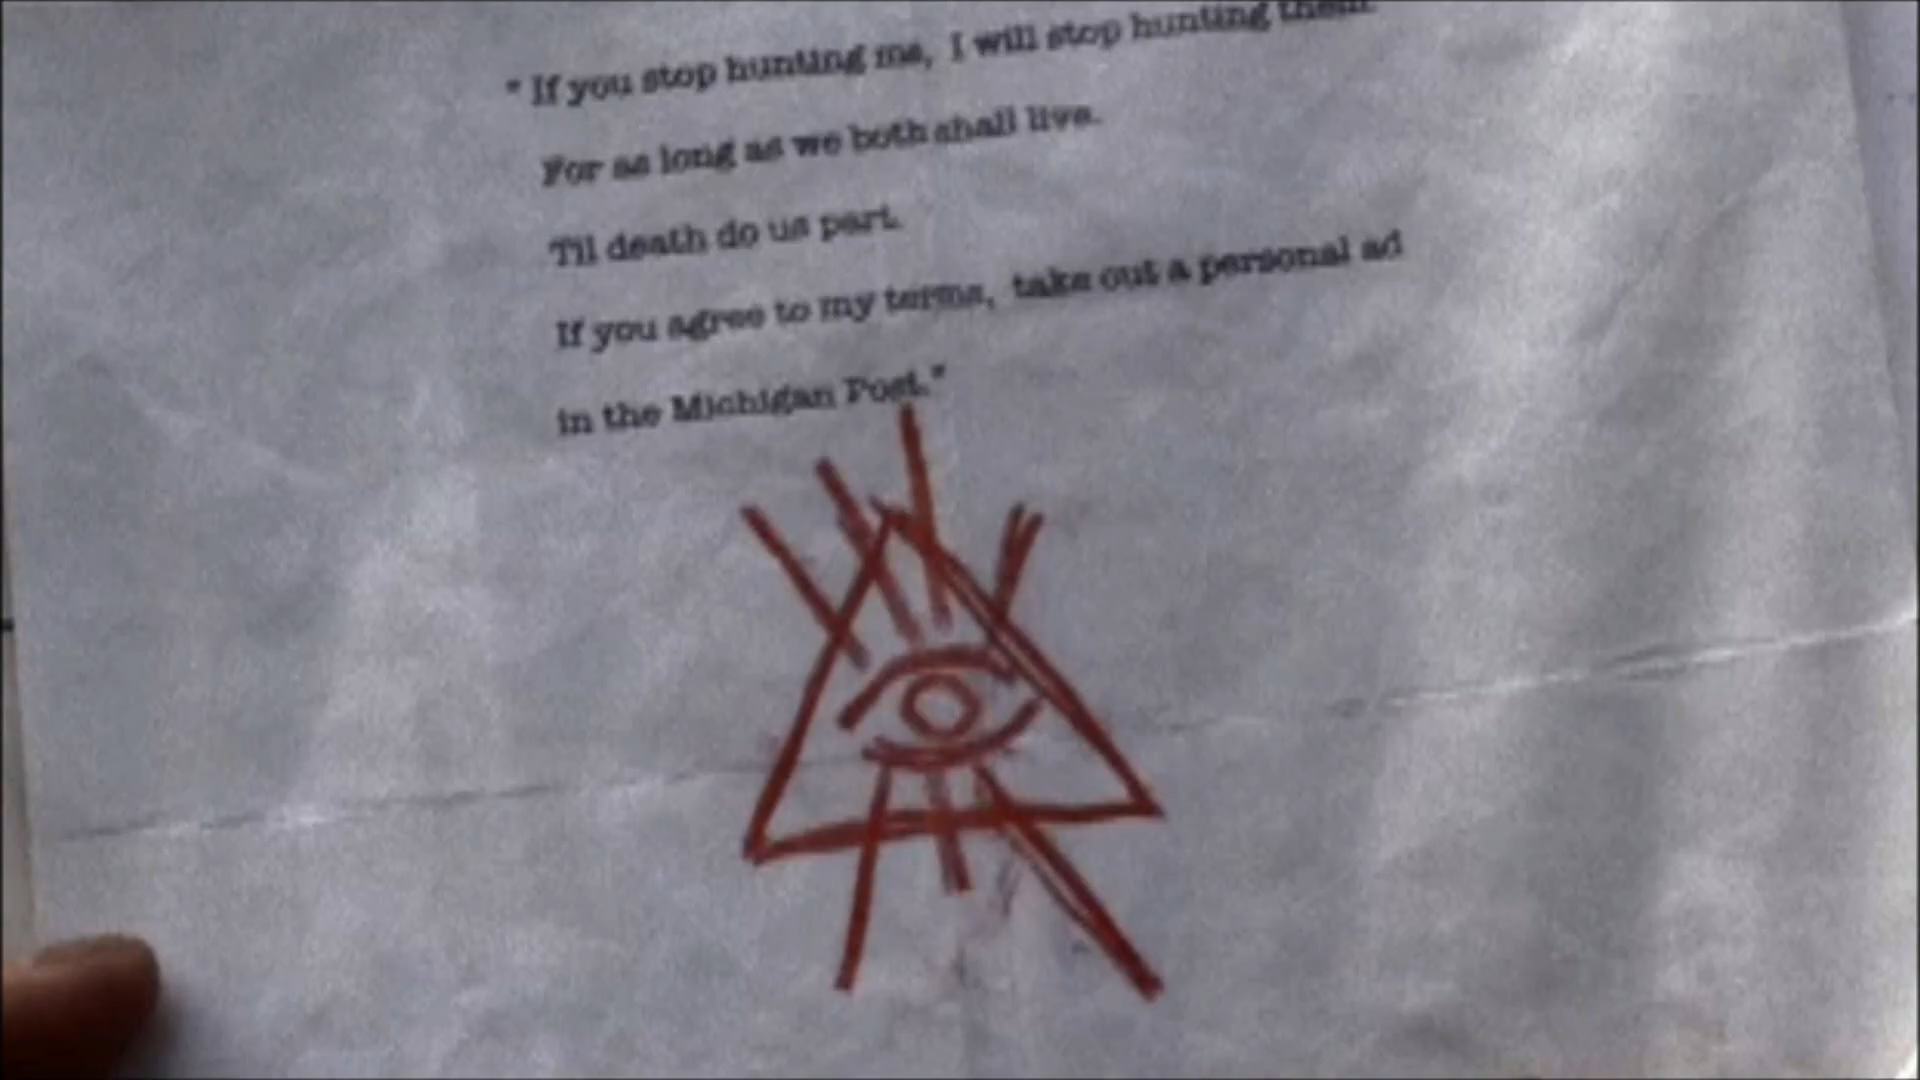 " If you stop hunting me, I will stop hunting them.
For as long as we both shall live.
Til death do us part.
If you agree to my terms, take out a personal ad
in the Michigan Post."